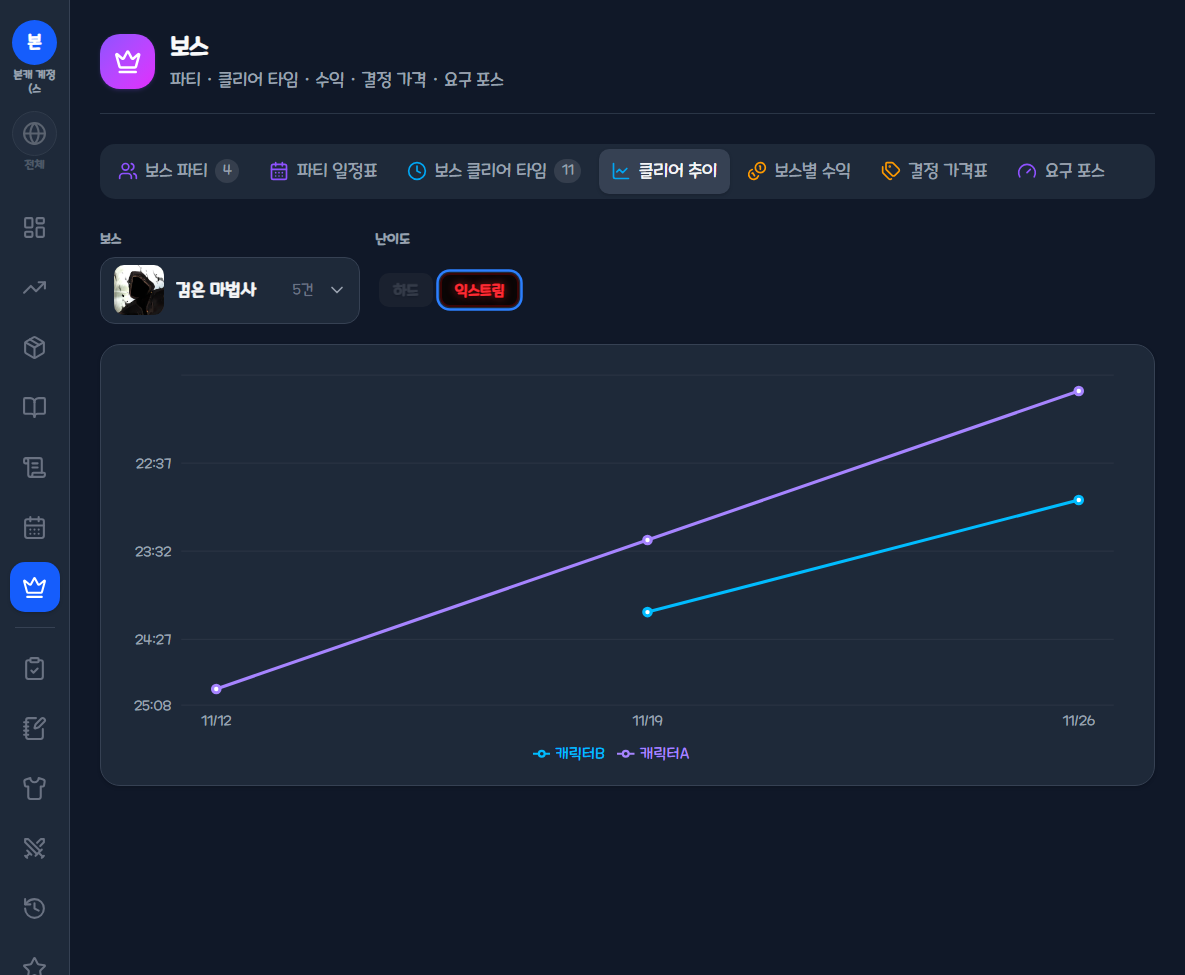 본
본캐 계정
(스
전체
보스
파티 · 클리어 타임 · 수익 · 결정 가격 · 요구 포스
보스 파티 4
파티 일정표
보스 클리어 타임 11
클리어 추이
보스별 수익
결정 가격표
요구 포스
보스
난이도
검은 마법사 5건
하드
익스트림
22:37
23:32
24:27
25:08
11/12
11/19
11/26
캐릭터B
캐릭터A